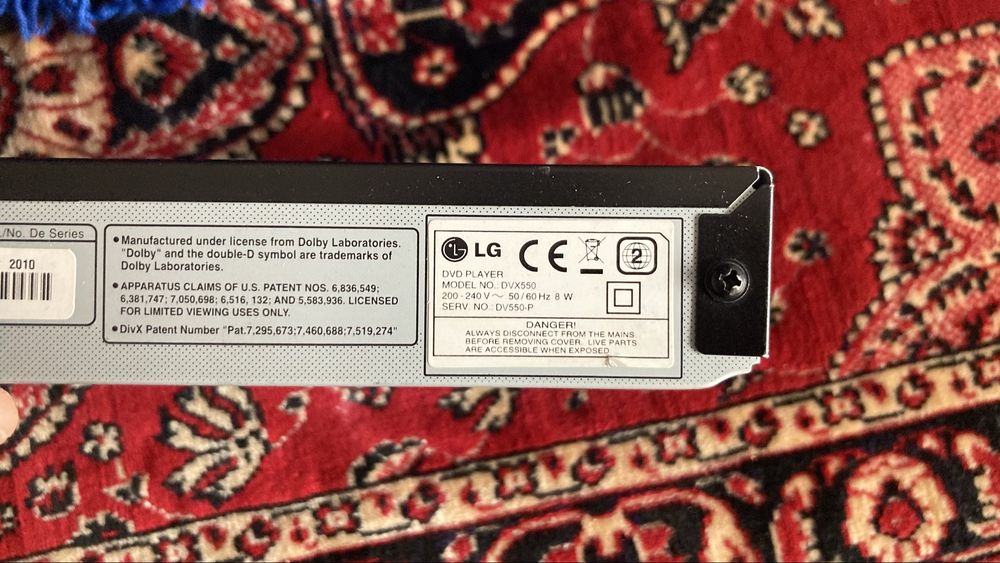 /No. De Series
2010
• Manufactured under license from Dolby Laboratories.
"Dolby" and the double-D symbol are trademarks of
Dolby Laboratories.
• APPARATUS CLAIMS OF U.S. PATENT NOS. 6,836,549;
6,381,747; 7,050,698; 6,516, 132; AND 5,583,936. LICENSED
FOR LIMITED VIEWING USES ONLY.
• DivX Patent Number "Pat.7,295,673;7,460,688;7.519,274"
LG CE 2
DVD PLAYER
MODEL NO.: DVX550
200 - 240 V ~ 50 / 60 Hz 8 W
SERV. NO.: DV550-P
DANGER!
ALWAYS DISCONNECT FROM THE MAINS
BEFORE REMOVING COVER. LIVE PARTS
ARE ACCESSIBLE WHEN EXPOSED